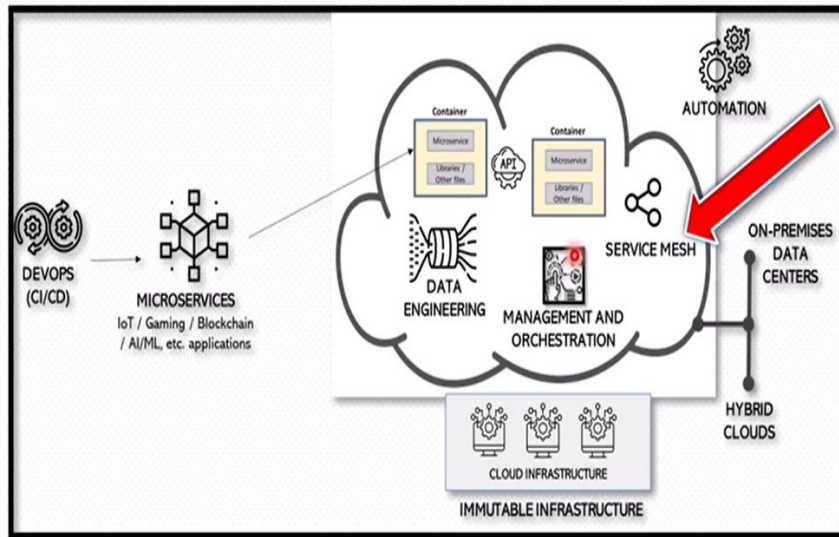 DEVOPS
(CI/CD)
MICROSERVICES
IoT / Gaming / Blockchain
/ AI/ML, etc. applications
Container
Microservice
Libraries /
Other files
API
Container
Microservice
Libraries /
Other files
DATA
ENGINEERING
MANAGEMENT AND
ORCHESTRATION
SERVICE MESH
AUTOMATION
ON-PREMISES
DATA
CENTERS
HYBRID
CLOUDS
CLOUD INFRASTRUCTURE
IMMUTABLE INFRASTRUCTURE